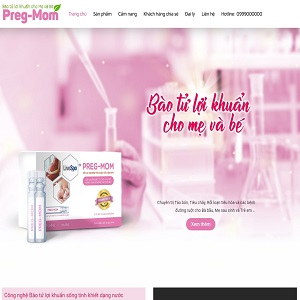 Bào tử lợi khuẩn cho Mẹ và Bé
Preg-Mom
Trang chủ Sản phẩm Cẩm nang Khách hàng chia sẻ Đại lý Liên hệ Hotline: 0999000000
Bào tử lợi khuẩn
cho mẹ và bé
Chuyên trị Táo bón, Tiêu chảy, Rối loạn tiêu hóa và các bệnh
đường ruột cho Bà bầu, Mẹ sau sinh và Trẻ em ...
Xem thêm
LiveSpo
PREG-MOM
Công nghệ Bào tử lợi khuẩn sống tinh khiết dạng nước